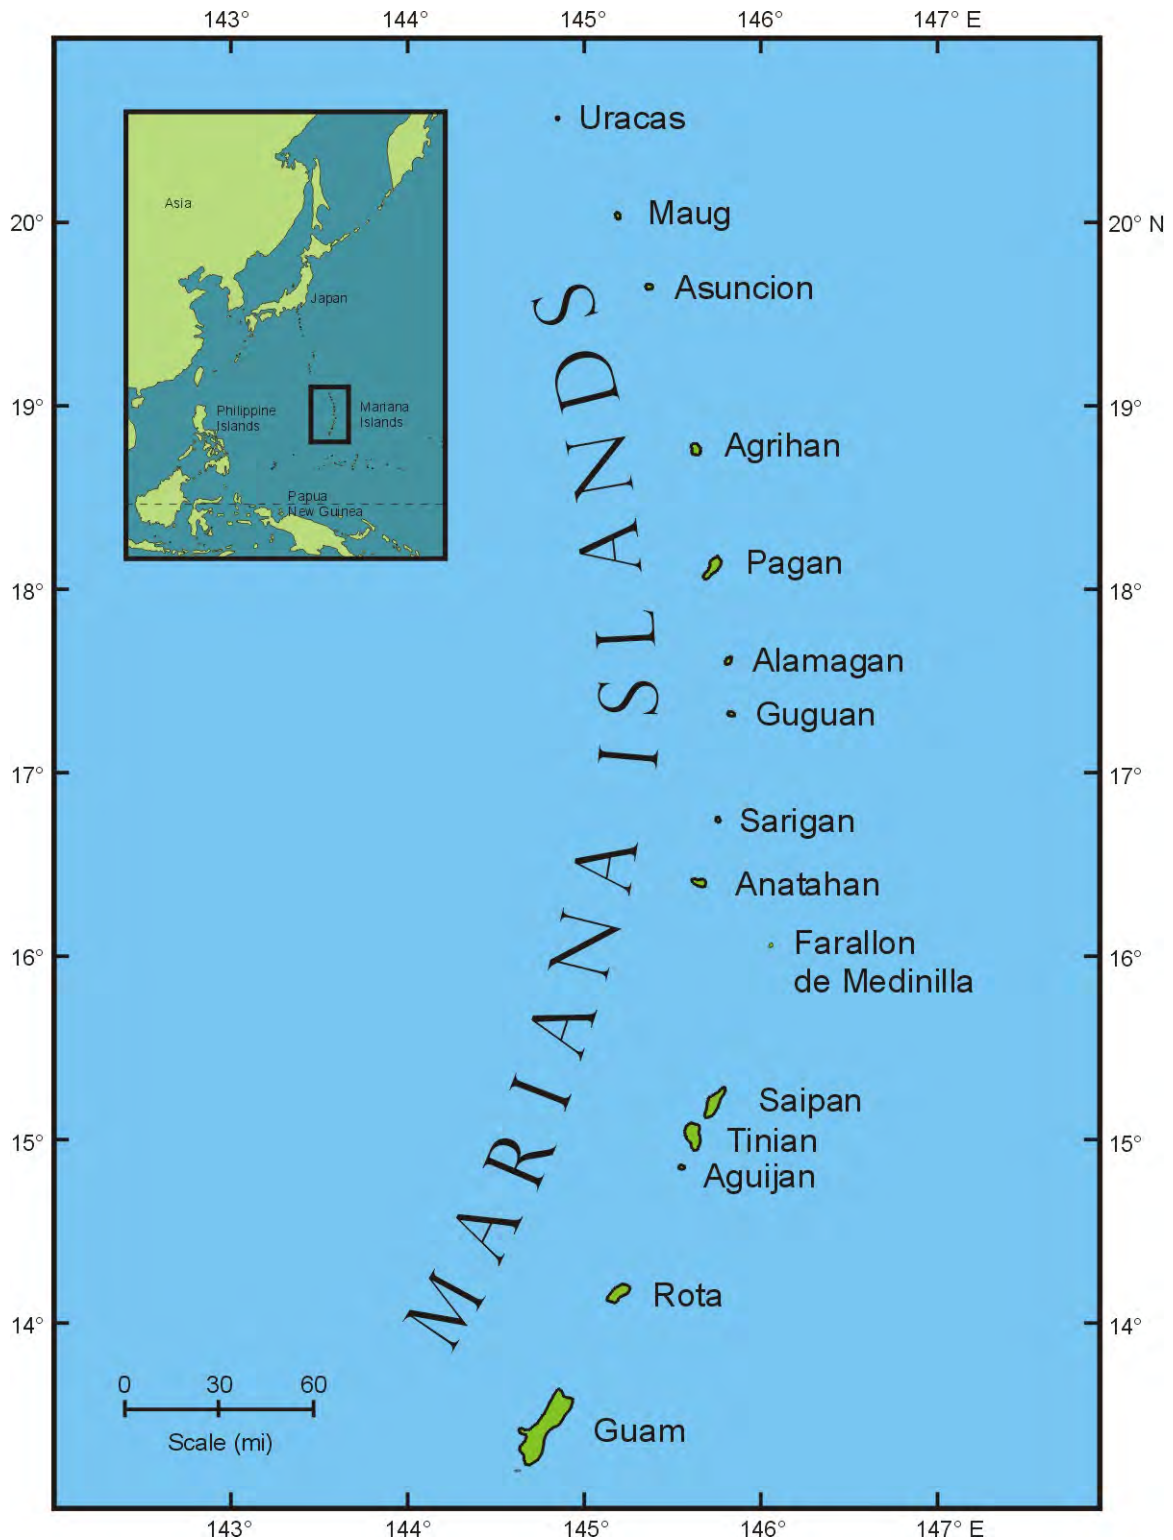 143°
144°
145°
146°
147° E
Uracas
Maug
20°
20° N
Asuncion
Asia
Japan
19°
19°
Philippine
Islands
Mariana
Islands
Agrihan
Papua
New Guinea
Pagan
18°
18°
Alamagan
Guguan
17°
17°
Sarigan
Anatahan
Farallon
de Medinilla
16°
16°
MARIANA ISLANDS
Saipan
15°
15°
Tinian
Aguijan
Rota
14°
14°
0 30 60
Scale (mi)
Guam
143°
144°
145°
146°
147° E